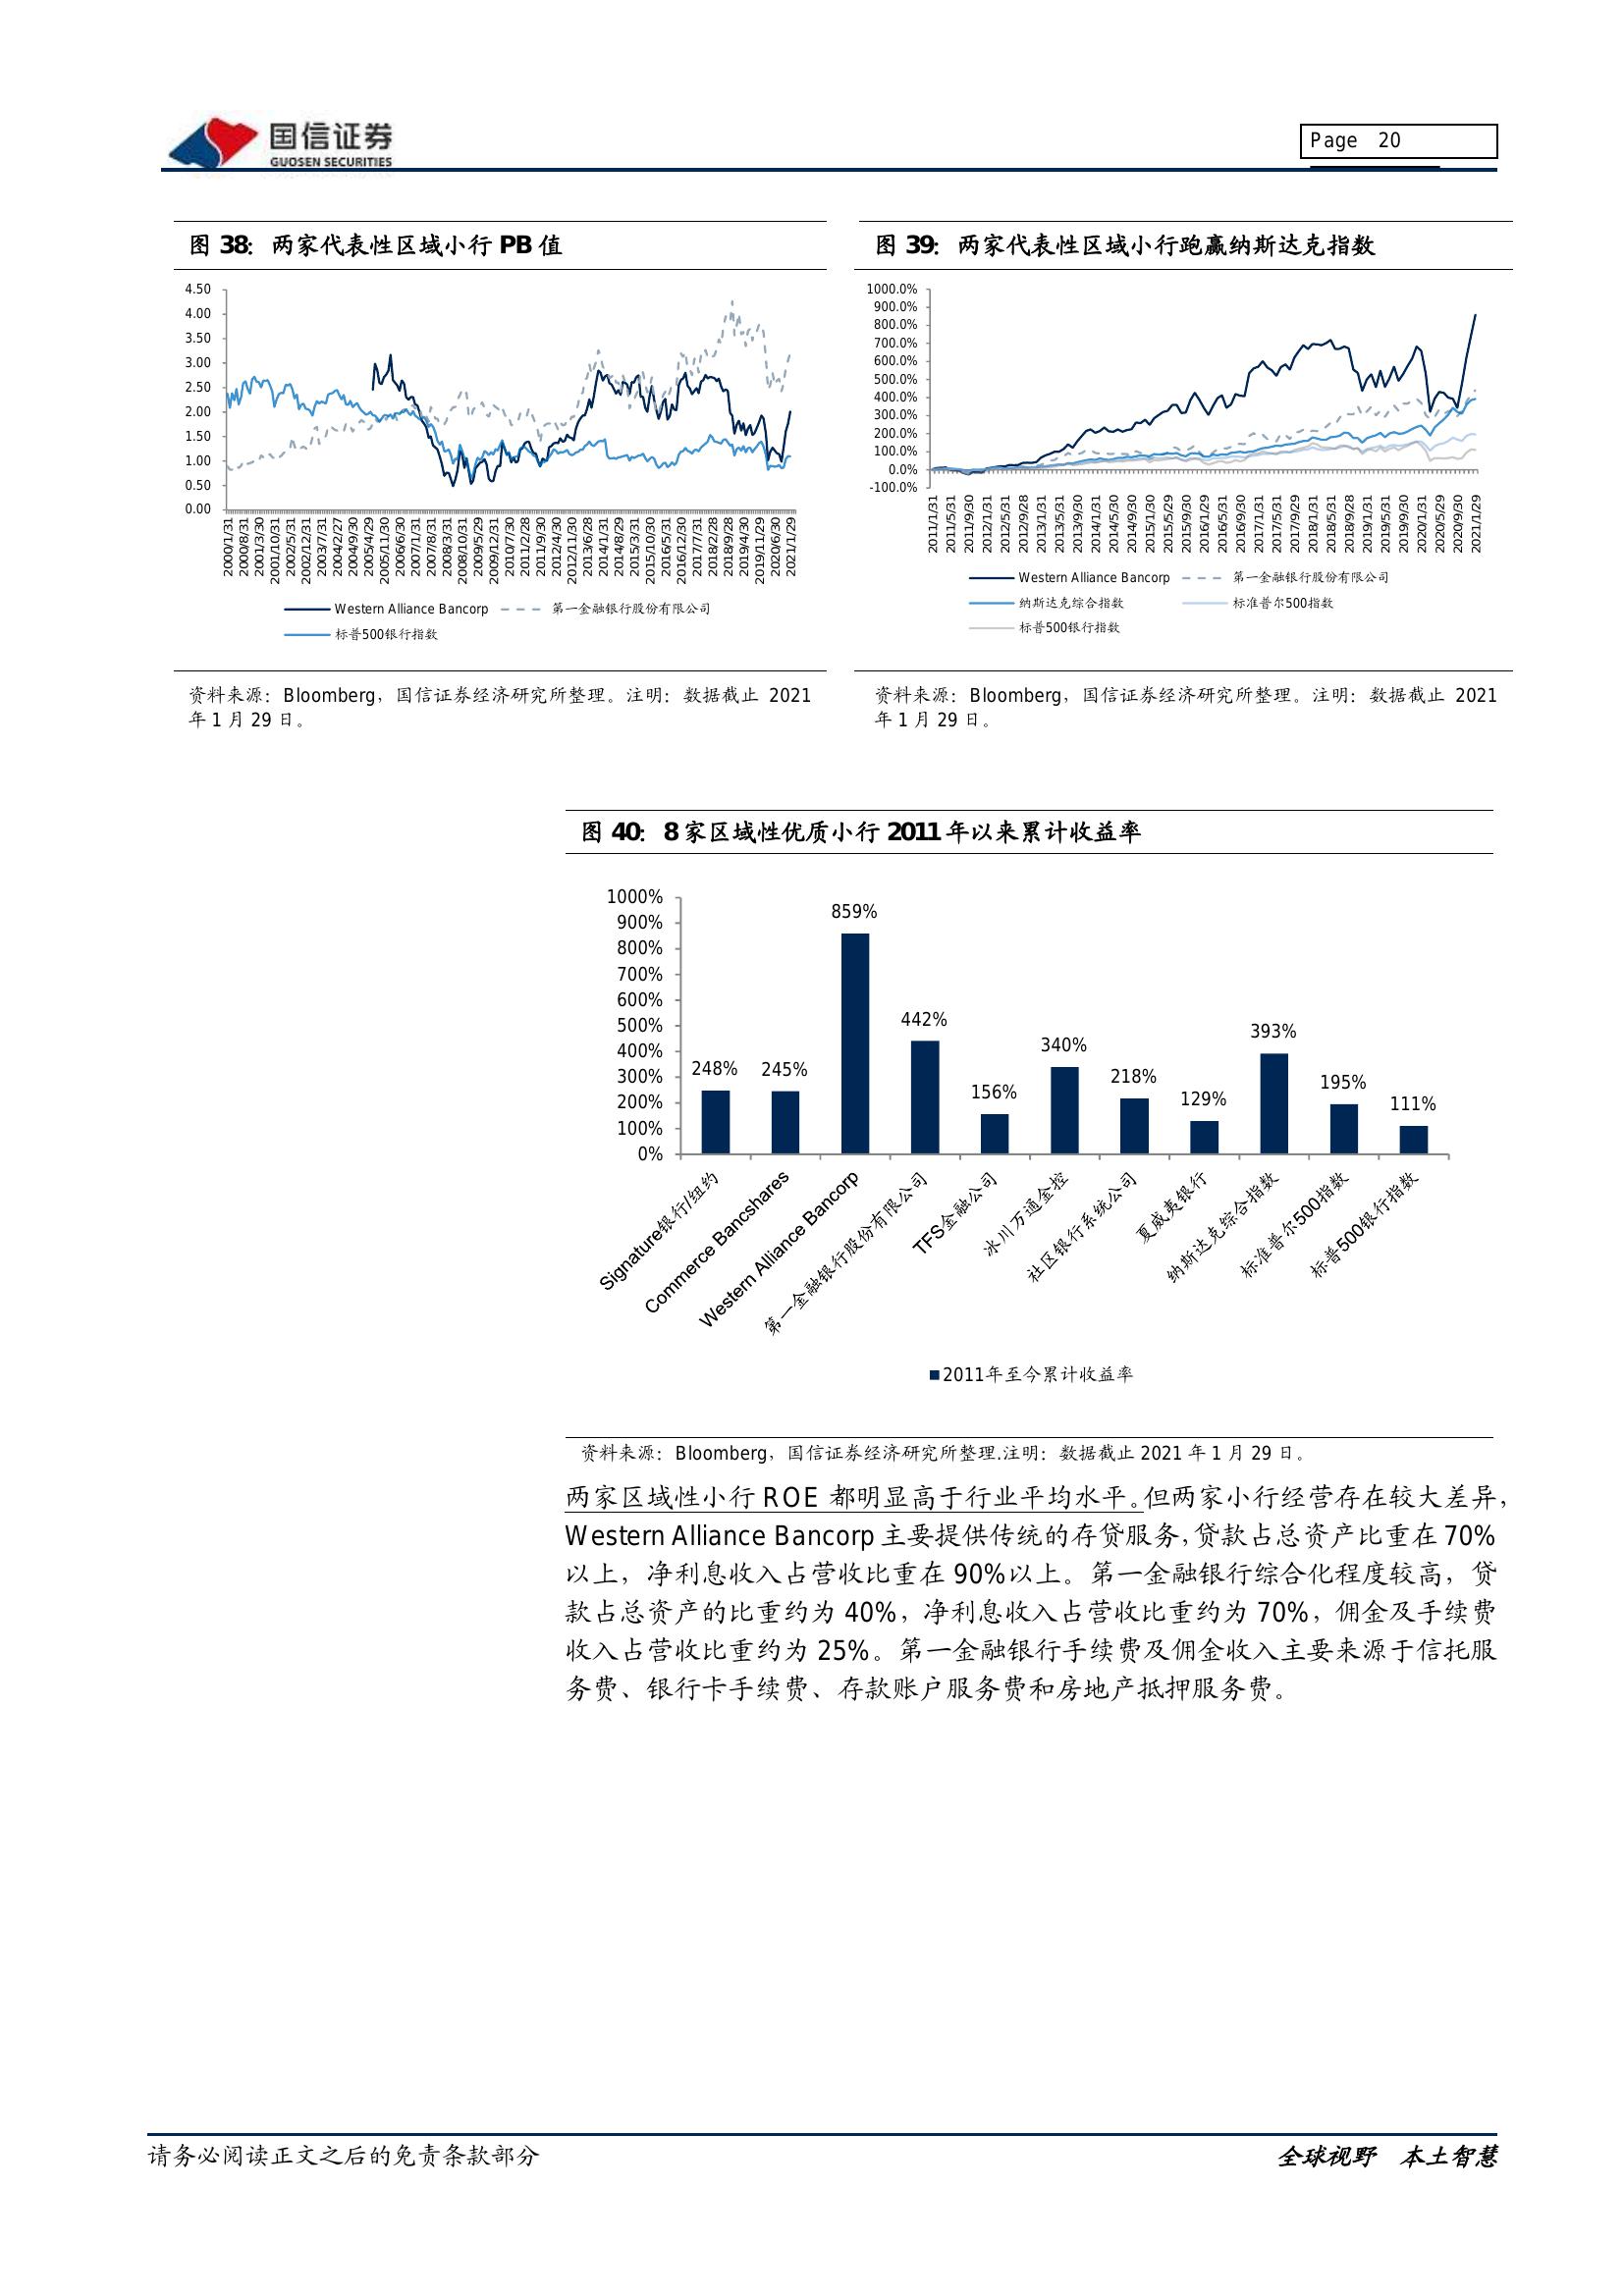 国信证券
GUOSEN SECURITIES
Page 20
图 38：两家代表性区域小行 PB 值
4.50
4.00
3.50
3.00
2.50
2.00
1.50
1.00
0.50
0.00
2000/1/31
2000/8/31
2001/3/30
2001/10/31
2002/5/31
2002/12/31
2003/7/31
2004/2/27
2004/9/30
2005/4/29
2005/11/30
2006/6/30
2007/1/31
2007/8/31
2008/3/31
2008/10/31
2009/5/29
2009/12/31
2010/7/30
2011/2/28
2011/9/30
2012/4/30
2012/11/30
2013/6/28
2014/1/31
2014/8/29
2015/3/31
2015/10/30
2016/5/31
2016/12/30
2017/7/31
2018/2/28
2018/9/28
2019/4/30
2019/11/29
2020/6/30
2021/1/29
Western Alliance Bancorp
第一金融银行股份有限公司
标普500银行指数
资料来源：Bloomberg，国信证券经济研究所整理。注明：数据截止 2021
年 1 月 29 日。
图 39：两家代表性区域小行跑赢纳斯达克指数
1000.0%
900.0%
800.0%
700.0%
600.0%
500.0%
400.0%
300.0%
200.0%
100.0%
0.0%
-100.0%
2011/1/31
2011/5/31
2011/9/30
2012/1/31
2012/5/31
2012/9/28
2013/1/31
2013/5/31
2013/9/30
2014/1/31
2014/5/30
2014/9/30
2015/1/30
2015/5/29
2015/9/30
2016/1/29
2016/5/31
2016/9/30
2017/1/31
2017/5/31
2017/9/29
2018/1/31
2018/5/31
2018/9/28
2019/1/31
2019/5/31
2019/9/30
2020/1/31
2020/5/29
2020/9/30
2021/1/29
Western Alliance Bancorp
第一金融银行股份有限公司
纳斯达克综合指数
标准普尔500指数
标普500银行指数
资料来源：Bloomberg，国信证券经济研究所整理。注明：数据截止 2021
年 1 月 29 日。
图 40：8 家区域性优质小行 2011 年以来累计收益率
1000%
900%
800%
700%
600%
500%
400%
300%
200%
100%
0%
248%
245%
859%
442%
156%
340%
218%
129%
393%
195%
111%
Signature银行/纽约
Commerce Bancshares
Western Alliance Bancorp
第一金融银行股份有限公司
TFS金融公司
冰川万通金控
社区银行系统公司
夏威夷银行
纳斯达克综合指数
标准普尔500指数
标普500银行指数
2011年至今累计收益率
资料来源：Bloomberg，国信证券经济研究所整理.注明：数据截止 2021 年 1 月 29 日。
两家区域性小行 ROE 都明显高于行业平均水平。但两家小行经营存在较大差异，
Western Alliance Bancorp 主要提供传统的存贷服务，贷款占总资产比重在 70%
以上，净利息收入占营收比重在 90%以上。第一金融银行综合化程度较高，贷
款占总资产的比重约为 40%，净利息收入占营收比重约为 70%，佣金及手续费
收入占营收比重约为 25%。第一金融银行手续费及佣金收入主要来源于信托服
务费、银行卡手续费、存款账户服务费和房地产抵押服务费。
请务必阅读正文之后的免责条款部分
全球视野 本土智慧